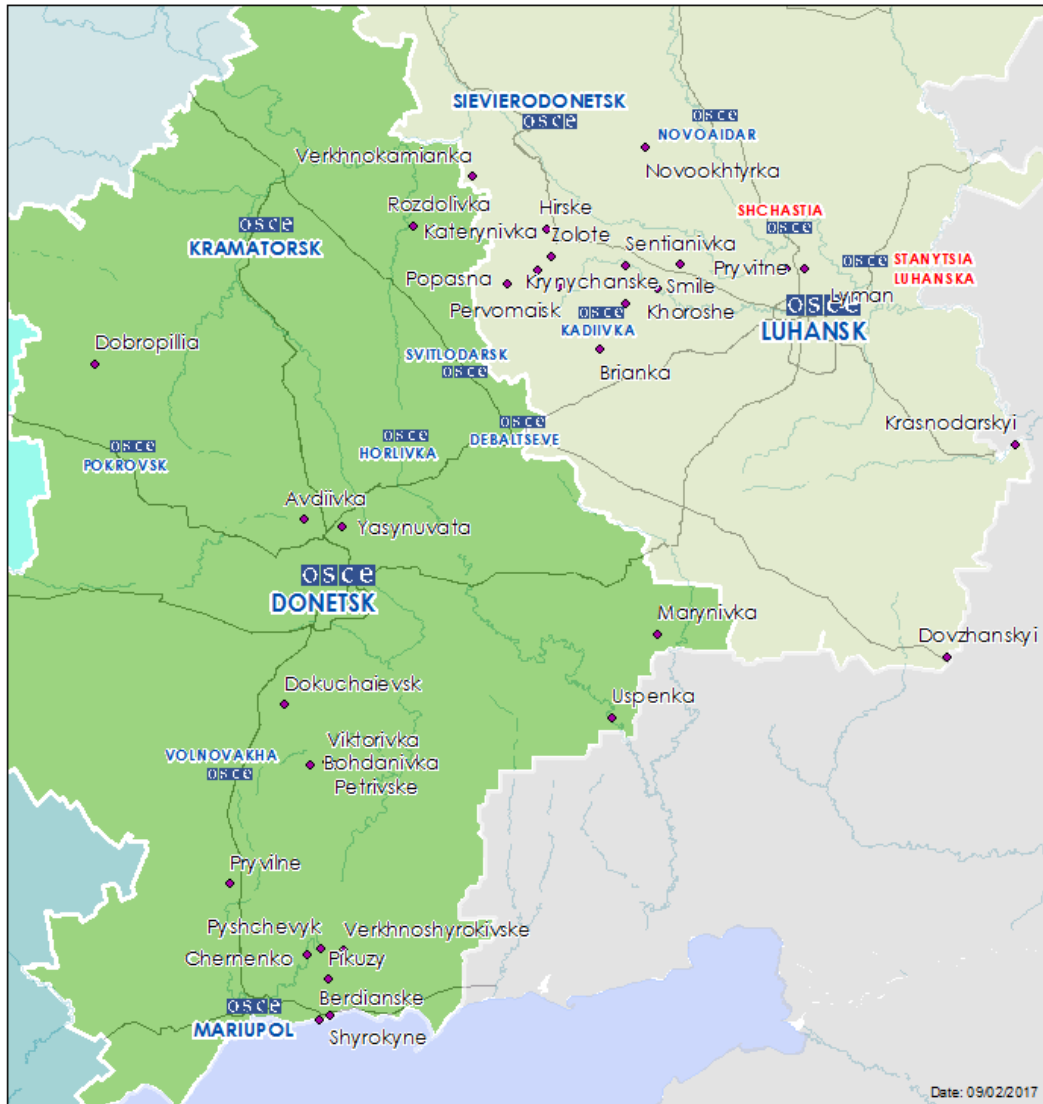 SIEVIERODONETSK
osce
osce
NOVOAIDAR
Verkhnokamianka
Novookhtyrka
Rozdolivka
Hirske
SHCHASTIA
osce
osce
KRAMATORSK
Katerynivka
Zolote
Sentianivka
Pryvitne
osce
STANYTSIA
LUHANSKA
Popasna
Krynychanske
Smile
Lyman
osce
LUHANSK
Pervomaisk
Khoroshe
osce
KADIIVKA
Dobropillia
SVITLODARSK
osce
Brianka
osce
POKROVSK
osce
HORLIVKA
osce
DEBALTSEVE
Krasnodarskyi
Avdiivka
Yasynuvata
osce
DONETSK
Marynivka
Dovzhanskyi
Dokuchaievsk
Uspenka
VOLNOVAKHA
osce
Viktorivka
Bohdanivka
Petrivske
Pryvilne
Pyshchevyk
Verkhnoshyrokivske
Chernenko
Pikuzy
osce
MARIUPOL
Berdianske
Shyrokyne
Date: 09/02/2017